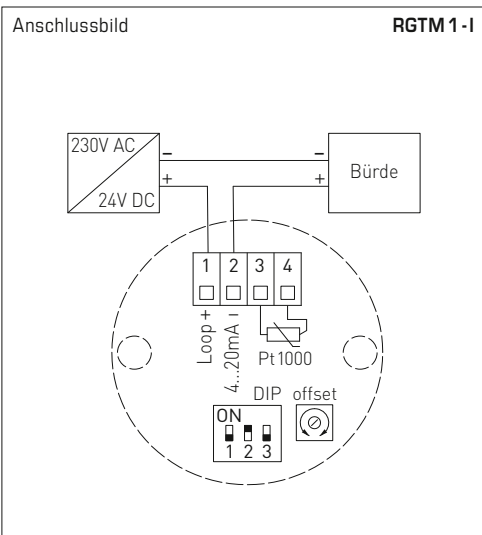 Anschlussbild RGTM 1 - I
230V AC
24V DC
–
+
–
+
Bürde
1 2 3 4
Loop +
4...20mA –
Pt1000
DIP offset
ON
1 2 3